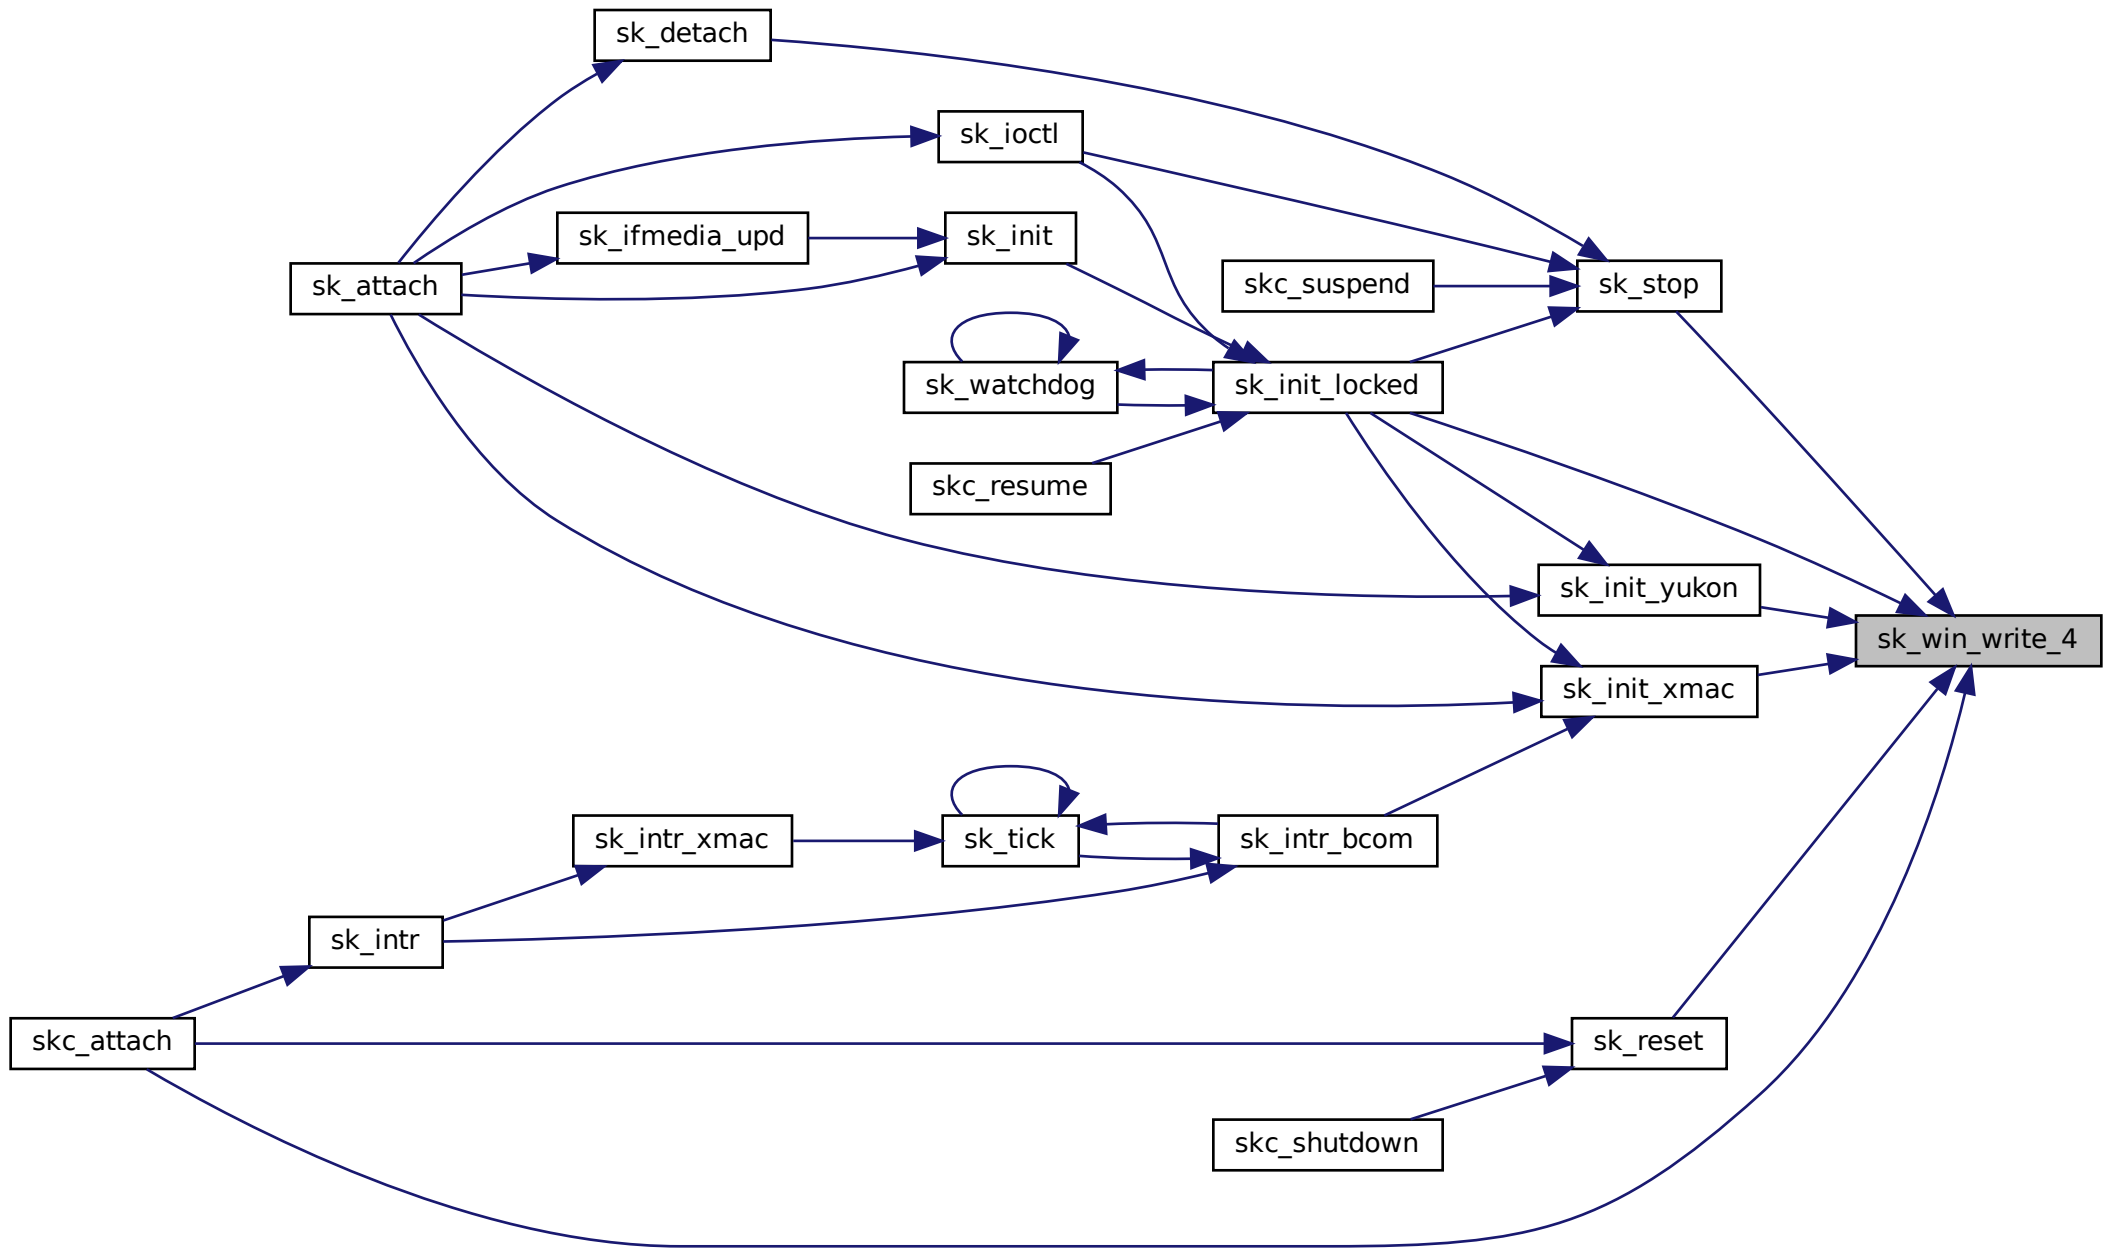 sk_detach
sk_ioctl
sk_ifmedia_upd
sk_init
sk_attach
skc_suspend
sk_stop
sk_watchdog
sk_init_locked
skc_resume
sk_init_yukon
sk_win_write_4
sk_init_xmac
sk_intr_xmac
sk_tick
sk_intr_bcom
sk_intr
skc_attach
sk_reset
skc_shutdown